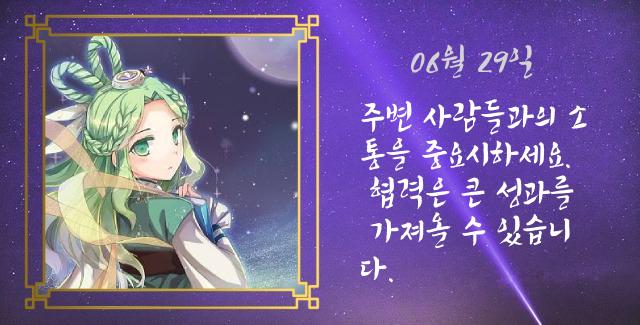 06월 29일
주변 사람들과의 소
통을 중요시하세요.
협력은 큰 성과를
가져올 수 있습니
다.